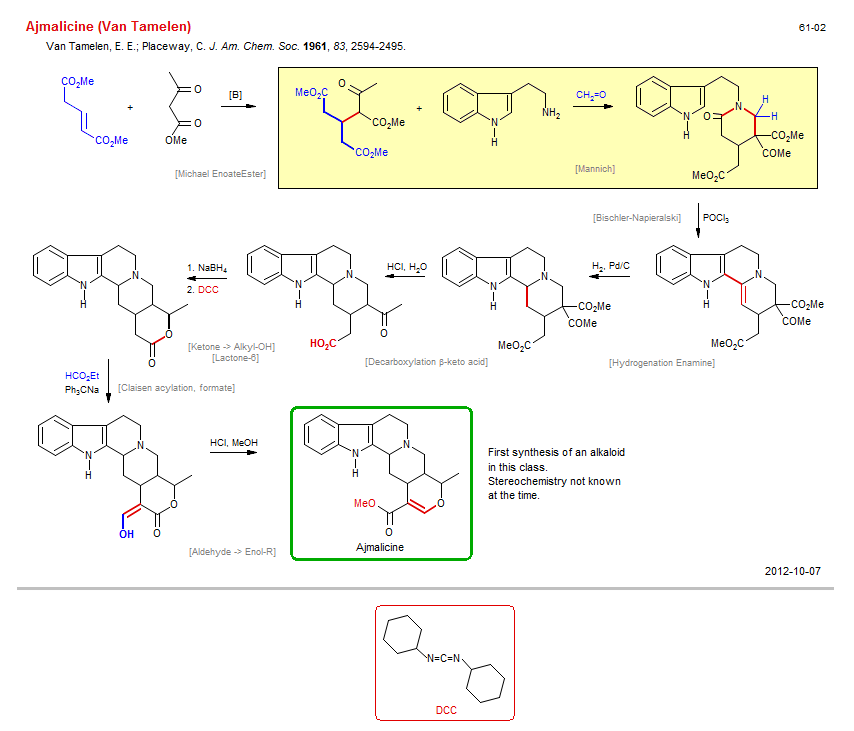 Ajmalicine (Van Tamelen)
61-02
Van Tamelen, E. E.; Placeway, C. J. Am. Chem. Soc. 1961, 83, 2594-2495.
CO₂Me
CO₂Me
+
O
O
OMe
[B]
[Michael EnoateEster]
MeO₂C
O
CO₂Me
CO₂Me
+
N
H
NH₂
CH₂=O
[Mannich]
N
H
N
O
H
H
CO₂Me
COMe
MeO₂C
[Bischler-Napieralski]
POCl₃
N
H
N
O
O
1. NaBH₄
2. DCC
[Ketone -> Alkyl-OH]
[Lactone-6]
N
H
N
O
HO₂C
HCl, H₂O
[Decarboxylation β-keto acid]
N
H
N
CO₂Me
COMe
MeO₂C
H₂, Pd/C
[Hydrogenation Enamine]
N
H
N
CO₂Me
COMe
MeO₂C
HCO₂Et
Ph₃CNa
[Claisen acylation, formate]
N
H
N
O
O
OH
HCl, MeOH
[Aldehyde -> Enol-R]
N
H
N
MeO
O
O
Ajmalicine
First synthesis of an alkaloid
in this class.
Stereochemistry not known
at the time.
2012-10-07
N=C=N
DCC